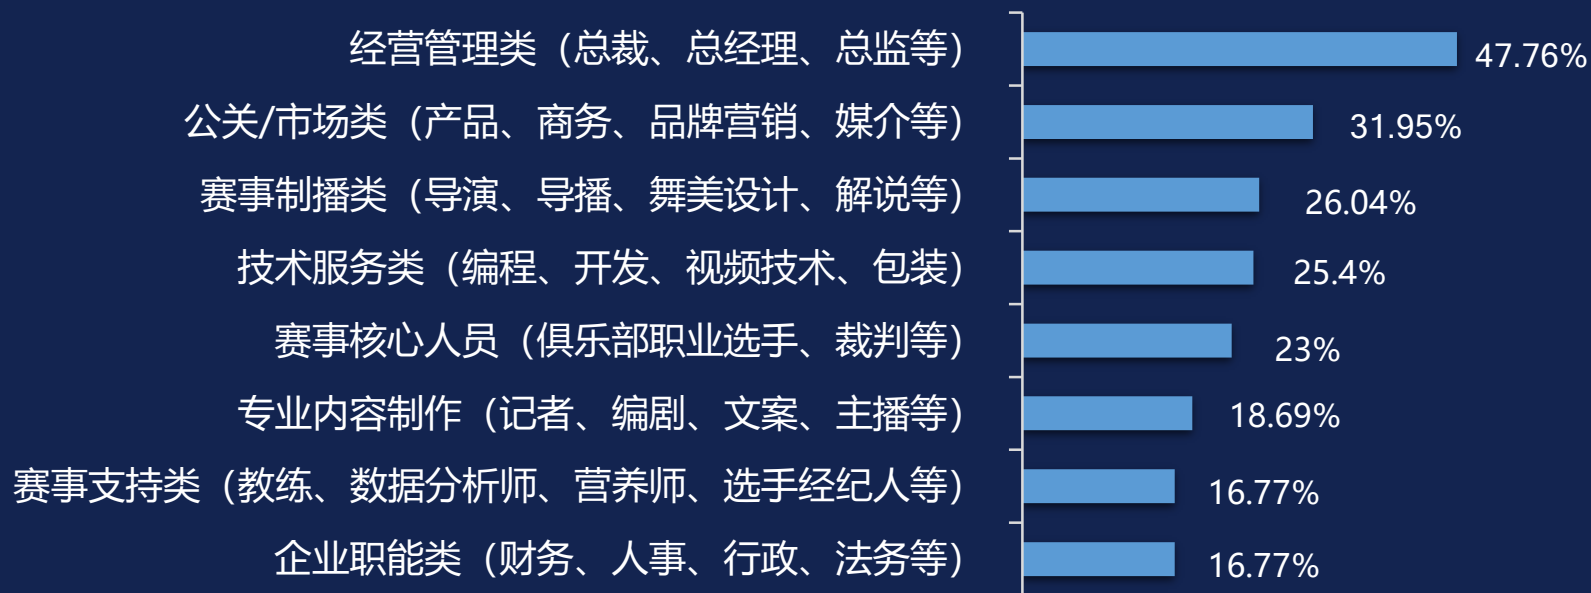 经营管理类（总裁、总经理、总监等） 47.76%
公关/市场类（产品、商务、品牌营销、媒介等） 31.95%
赛事制播类（导演、导播、舞美设计、解说等） 26.04%
技术服务类（编程、开发、视频技术、包装） 25.4%
赛事核心人员（俱乐部职业选手、裁判等） 23%
专业内容制作（记者、编剧、文案、主播等） 18.69%
赛事支持类（教练、数据分析师、营养师、选手经纪人等） 16.77%
企业职能类（财务、人事、行政、法务等） 16.77%